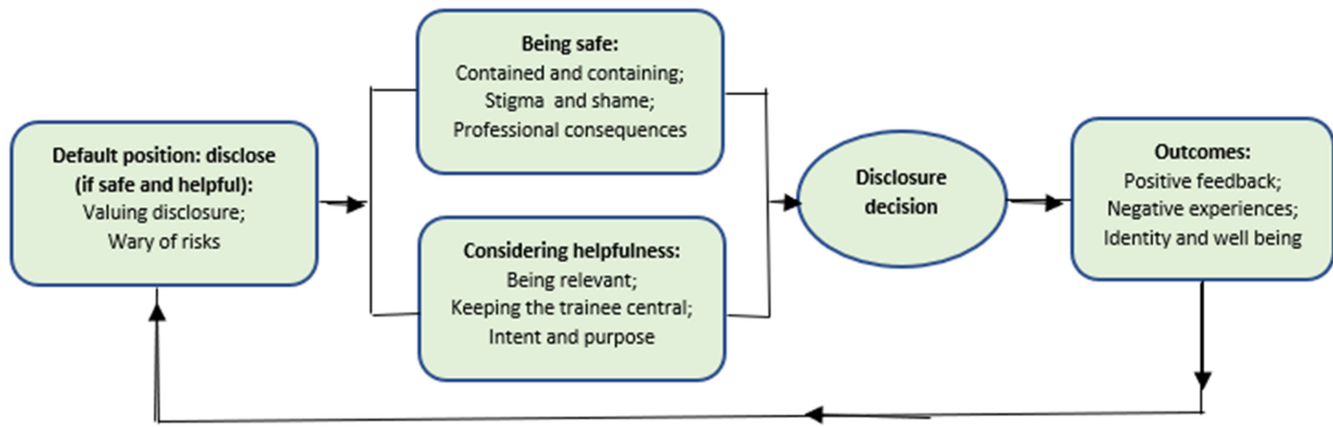 Default position: disclose
(if safe and helpful):
Valuing disclosure;
Wary of risks
Being safe:
Contained and containing;
Stigma and shame;
Professional consequences
Considering helpfulness:
Being relevant;
Keeping the trainee central;
Intent and purpose
Disclosure
decision
Outcomes:
Positive feedback;
Negative experiences;
Identity and well being